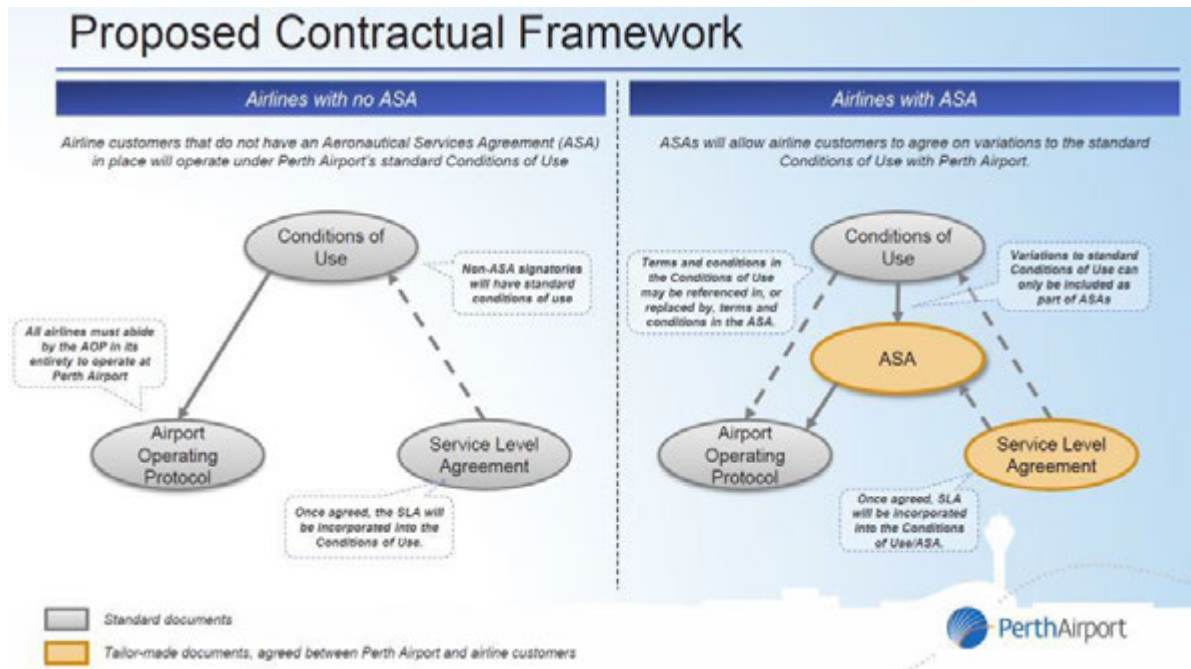 Proposed Contractual Framework
Airlines with no ASA
Airline customers that do not have an Aeronautical Services Agreement (ASA)
in place will operate under Perth Airport's standard Conditions of Use
Conditions of
Use
Non-ASA signatories
will have standard
conditions of use
All airlines must abide
by the AOP in its
entirety to operate at
Perth Airport
Airport
Operating
Protocol
Service Level
Agreement
Once agreed, the SLA will
be incorporated into the
Conditions of Use.
Airlines with ASA
ASAs will allow airline customers to agree on variations to the standard
Conditions of Use with Perth Airport.
Conditions of
Use
Terms and conditions in
the Conditions of Use
may be referenced in, or
replaced by, terms and
conditions in the ASA.
Variations to standard
Conditions of Use can
only be included as
part of ASAs
ASA
Airport
Operating
Protocol
Service Level
Agreement
Once agreed, SLA
will be incorporated
into the Conditions
of Use/ASA.
Standard documents
Tailor-made documents, agreed between Perth Airport and airline customers
PerthAirport